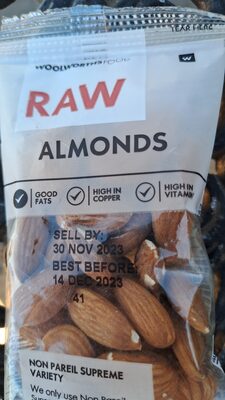 WOOLWORTHS FOOD
W
RAW
ALMONDS
GOOD FATS
HIGH IN COPPER
HIGH IN VITAMIN
SELL BY:
30 NOV 2023
BEST BEFORE:
14 DEC 2023
41
NON PAREIL SUPREME
VARIETY
We only use Non Pareil